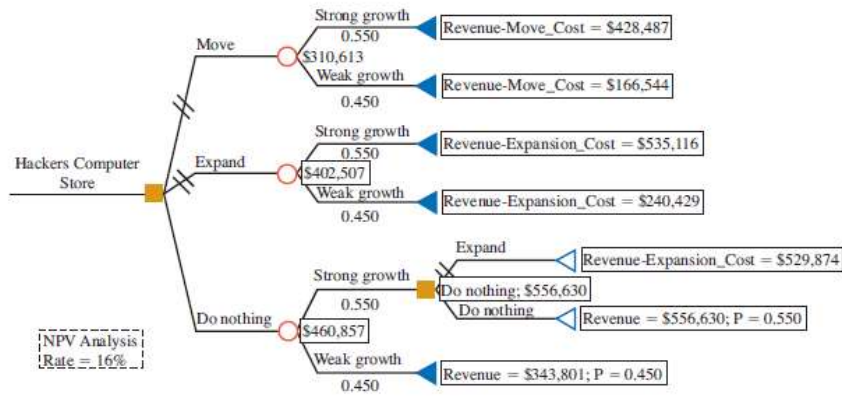 Strong growth
0.550
Revenue-Move_Cost = $428,487
Move
$310,613
Weak growth
0.450
Revenue-Move_Cost = $166,544
Strong growth
0.550
Revenue-Expansion_Cost = $535,116
Hackers Computer
Store
Expand
$402,507
Weak growth
0.450
Revenue-Expansion_Cost = $240,429
Expand
Revenue-Expansion_Cost = $529,874
Strong growth
0.550
Do nothing; $556,630
Do nothing
Revenue = $556,630; P = 0.550
Do nothing
$460,857
Weak growth
0.450
Revenue = $343,801; P = 0.450
NPV Analysis
Rate = 16%